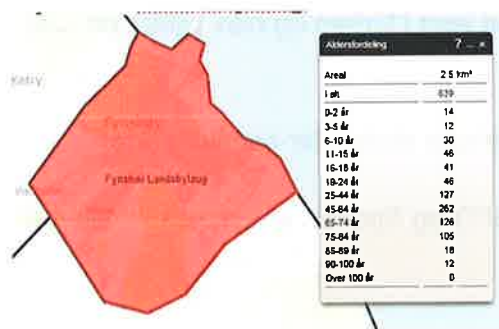 Aldersfordeling ? _ ×
Areal 2.5 km²
I alt 839
0-2 år 14
3-5 år 12
6-10 år 30
11-15 år 46
16-18 år 41
19-24 år 46
25-44 år 127
45-64 år 262
65-74 år 126
75-84 år 105
85-89 år 18
90-100 år 12
Over 100 år 0
Fynshav Landsbylaug